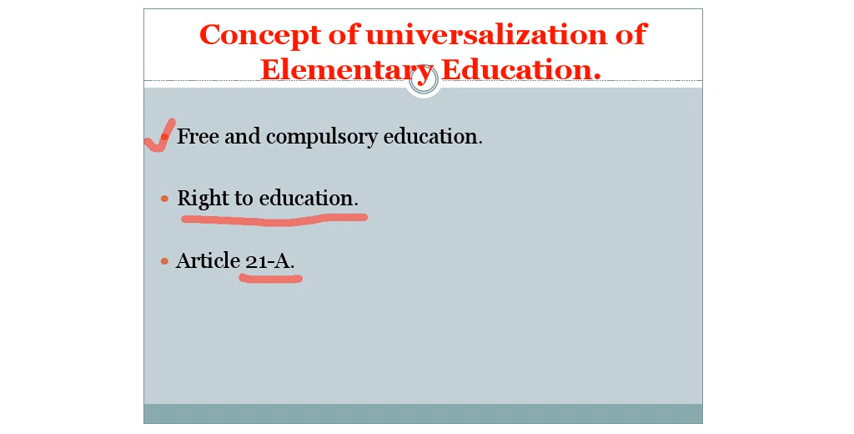 Concept of universalization of
Elementary Education.
Free and compulsory education.
Right to education.
Article 21-A.